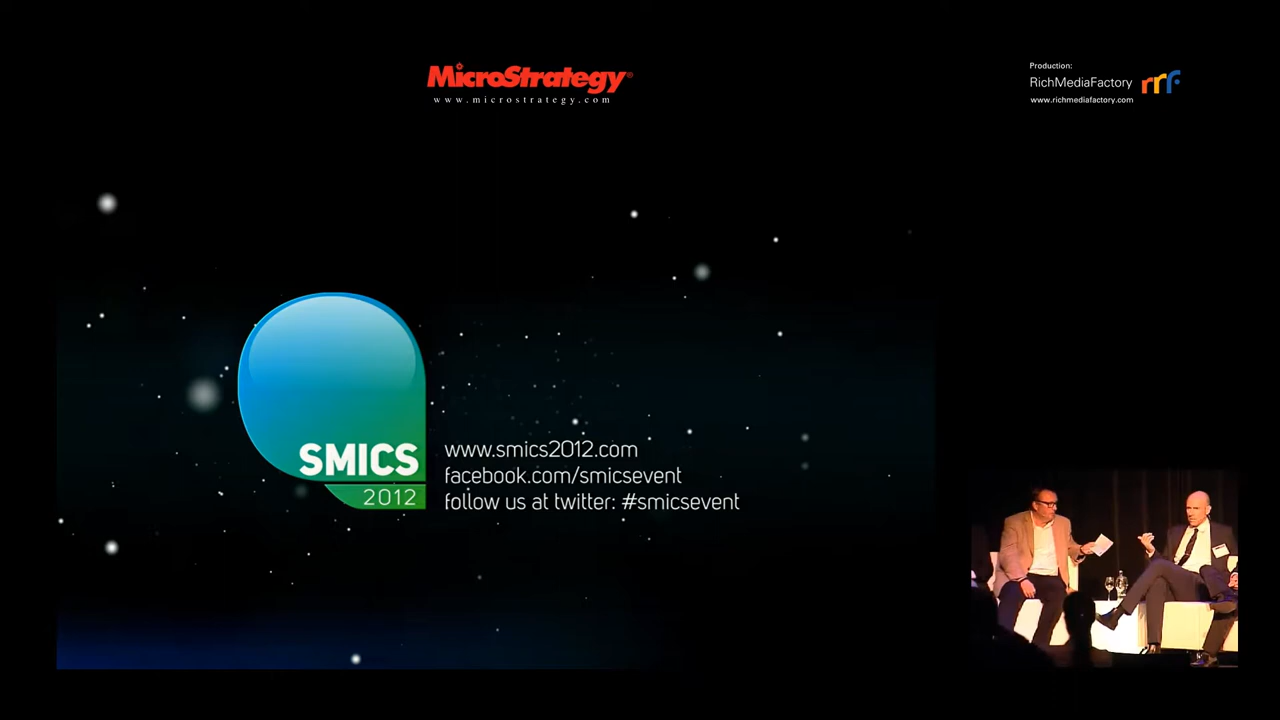 MicroStrategy®
www.microstrategy.com
Production:
RichMediaFactory
rrf
www.richmediafactory.com
SMICS
2012
www.smics2012.com
facebook.com/smicsevent
follow us at twitter: #smicsevent